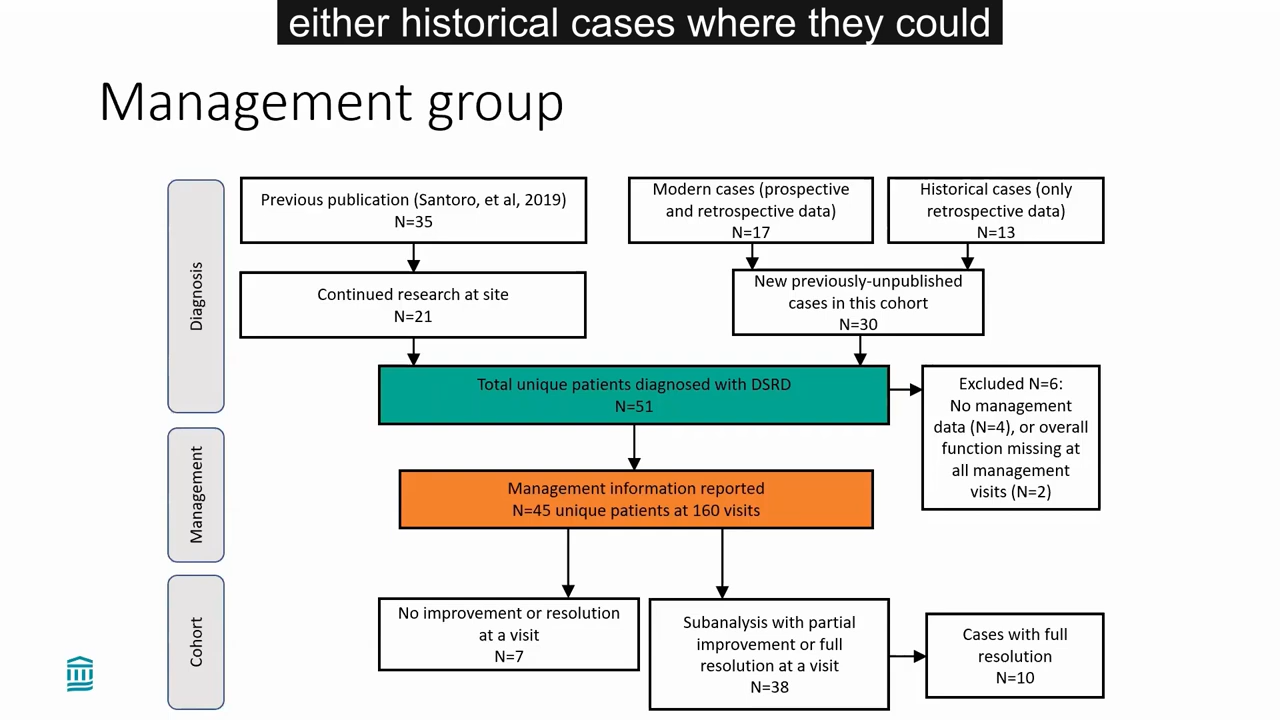 either historical cases where they could
Management group
Diagnosis
Previous publication (Santoro, et al, 2019)
N=35
Modern cases (prospective
and retrospective data)
N=17
Historical cases (only
retrospective data)
N=13
Continued research at site
N=21
New previously-unpublished
cases in this cohort
N=30
Total unique patients diagnosed with DSRD
N=51
Excluded N=6:
No management
data (N=4), or overall
function missing at
all management
visits (N=2)
Management
Management information reported
N=45 unique patients at 160 visits
Cohort
No improvement or resolution
at a visit
N=7
Subanalysis with partial
improvement or full
resolution at a visit
N=38
Cases with full
resolution
N=10